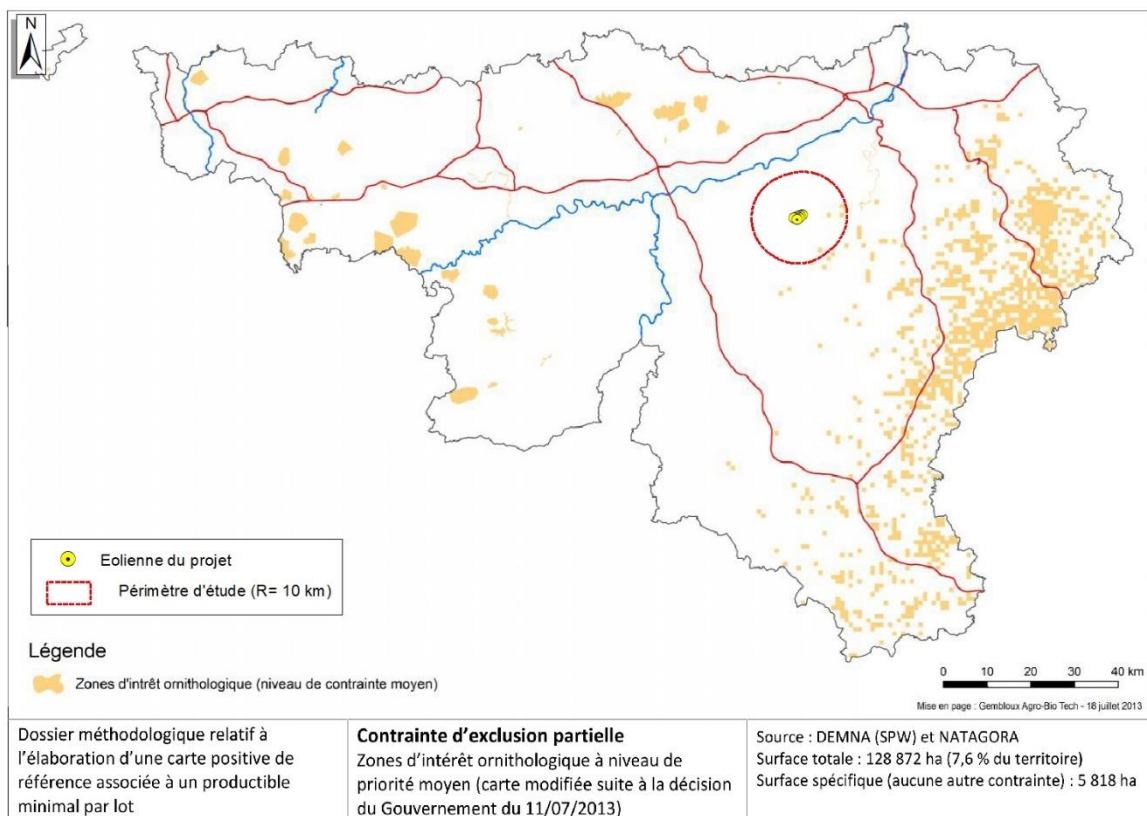 N
Eolienne du projet
Périmètre d'étude (R= 10 km)
Légende
Zones d'intrêt ornithologique (niveau de contrainte moyen)
0 10 20 30 40 km
Mise en page : Gembloux Agro-Bio Tech - 18 juillet 2013
Dossier méthodologique relatif à
l'élaboration d'une carte positive de
référence associée à un productible
minimal par lot
Contrainte d'exclusion partielle
Zones d'intérêt ornithologique à niveau de
priorité moyen (carte modifiée suite à la décision
du Gouvernement du 11/07/2013)
Source : DEMNA (SPW) et NATAGORA
Surface totale : 128 872 ha (7,6 % du territoire)
Surface spécifique (aucune autre contrainte) : 5 818 ha